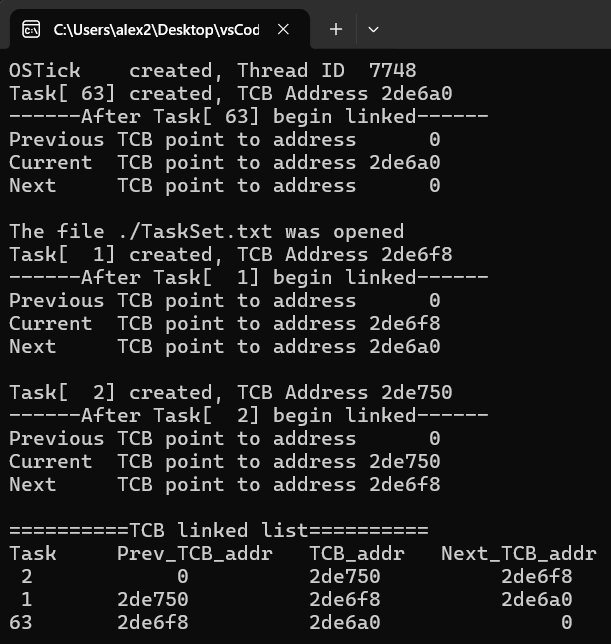 C:\Users\alex2\Desktop\vsCod
OSTick    created, Thread ID  7748
Task[ 63] created, TCB Address 2de6a0
------After Task[ 63] begin linked------
Previous TCB point to address      0
Current  TCB point to address 2de6a0
Next     TCB point to address      0

The file ./TaskSet.txt was opened
Task[  1] created, TCB Address 2de6f8
------After Task[  1] begin linked------
Previous TCB point to address      0
Current  TCB point to address 2de6f8
Next     TCB point to address 2de6a0

Task[  2] created, TCB Address 2de750
------After Task[  2] begin linked------
Previous TCB point to address      0
Current  TCB point to address 2de750
Next     TCB point to address 2de6f8

==========TCB linked list==========
Task     Prev_TCB_addr   TCB_addr   Next_TCB_addr
 2            0          2de750        2de6f8
 1       2de750          2de6f8        2de6a0
63       2de6f8          2de6a0             0